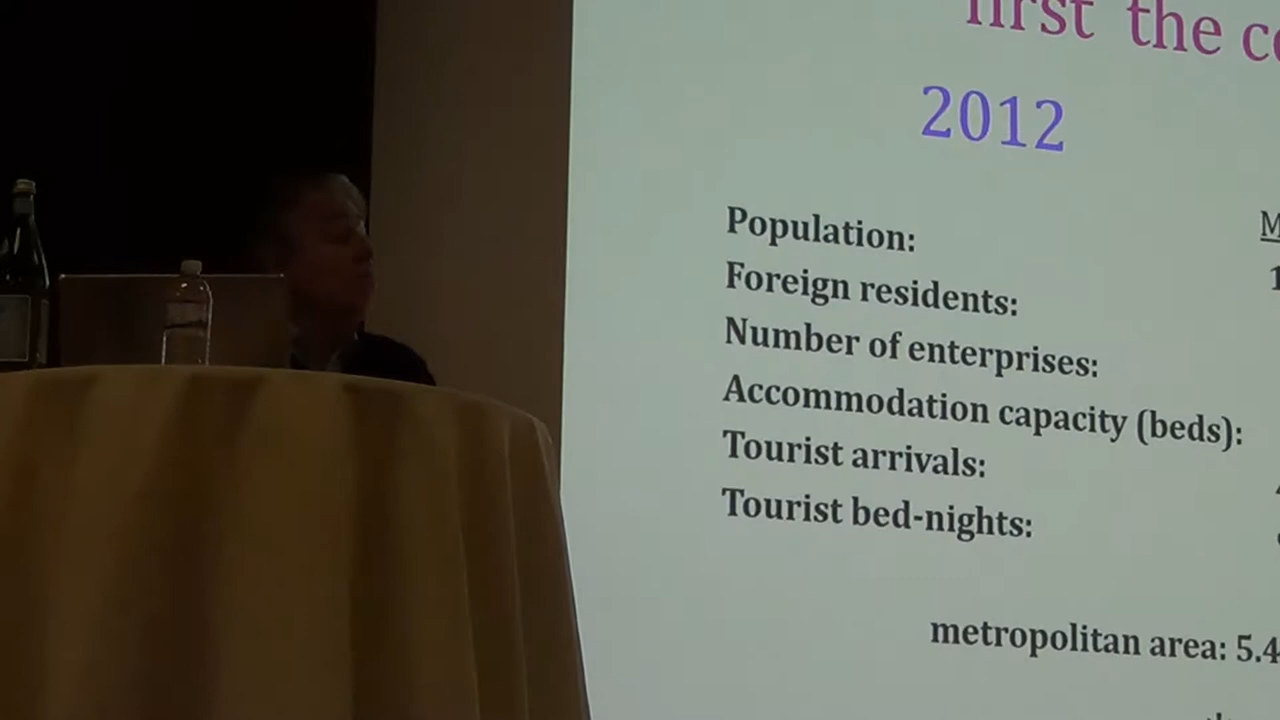 first the
2012
Population:
Foreign residents:
Number of enterprises:
Accommodation capacity (beds):
Tourist arrivals:
Tourist bed-nights:
metropolitan area: 5.4